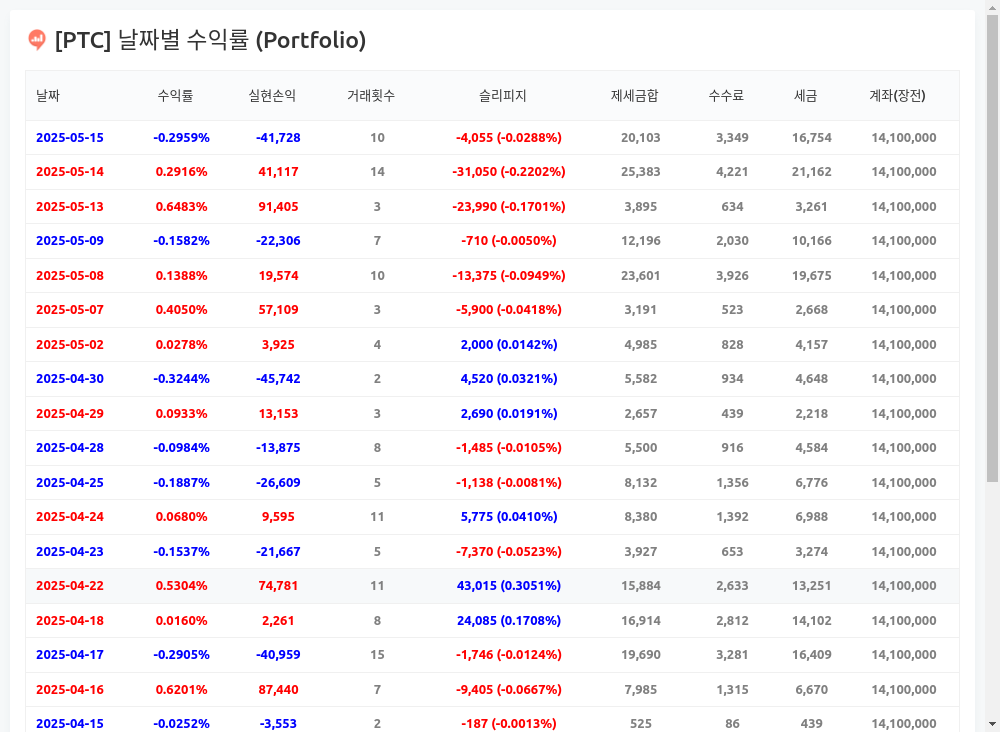 [PTC] 날짜별 수익률 (Portfolio)
날짜 수익률 실현손익 거래횟수 슬리피지 제세금합 수수료 세금 계좌(장전)
2025-05-15 -0.2959% -41,728 10 -4,055 (-0.0288%) 20,103 3,349 16,754 14,100,000
2025-05-14 0.2916% 41,117 14 -31,050 (-0.2202%) 25,383 4,221 21,162 14,100,000
2025-05-13 0.6483% 91,405 3 -23,990 (-0.1701%) 3,895 634 3,261 14,100,000
2025-05-09 -0.1582% -22,306 7 -710 (-0.0050%) 12,196 2,030 10,166 14,100,000
2025-05-08 0.1388% 19,574 10 -13,375 (-0.0949%) 23,601 3,926 19,675 14,100,000
2025-05-07 0.4050% 57,109 3 -5,900 (-0.0418%) 3,191 523 2,668 14,100,000
2025-05-02 0.0278% 3,925 4 2,000 (0.0142%) 4,985 828 4,157 14,100,000
2025-04-30 -0.3244% -45,742 2 4,520 (0.0321%) 5,582 934 4,648 14,100,000
2025-04-29 0.0933% 13,153 3 2,690 (0.0191%) 2,657 439 2,218 14,100,000
2025-04-28 -0.0984% -13,875 8 -1,485 (-0.0105%) 5,500 916 4,584 14,100,000
2025-04-25 -0.1887% -26,609 5 -1,138 (-0.0081%) 8,132 1,356 6,776 14,100,000
2025-04-24 0.0680% 9,595 11 5,775 (0.0410%) 8,380 1,392 6,988 14,100,000
2025-04-23 -0.1537% -21,667 5 -7,370 (-0.0523%) 3,927 653 3,274 14,100,000
2025-04-22 0.5304% 74,781 11 43,015 (0.3051%) 15,884 2,633 13,251 14,100,000
2025-04-18 0.0160% 2,261 8 24,085 (0.1708%) 16,914 2,812 14,102 14,100,000
2025-04-17 -0.2905% -40,959 15 -1,746 (-0.0124%) 19,690 3,281 16,409 14,100,000
2025-04-16 0.6201% 87,440 7 -9,405 (-0.0667%) 7,985 1,315 6,670 14,100,000
2025-04-15 -0.0252% -3,553 2 -187 (-0.0013%) 525 86 439 14,100,000